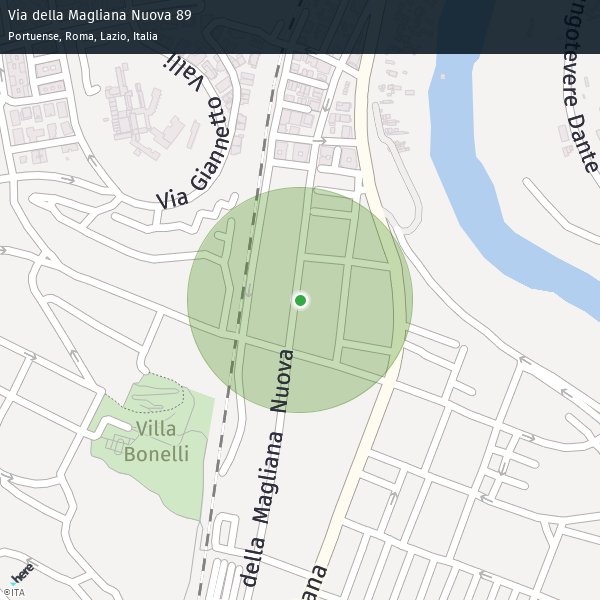 Via della Magliana Nuova 89
Portuense, Roma, Lazio, Italia
Via Giannetto Valli
ngotevere Dante
Villa
Bonelli
della Magliana Nuova
ana
here
©ITA